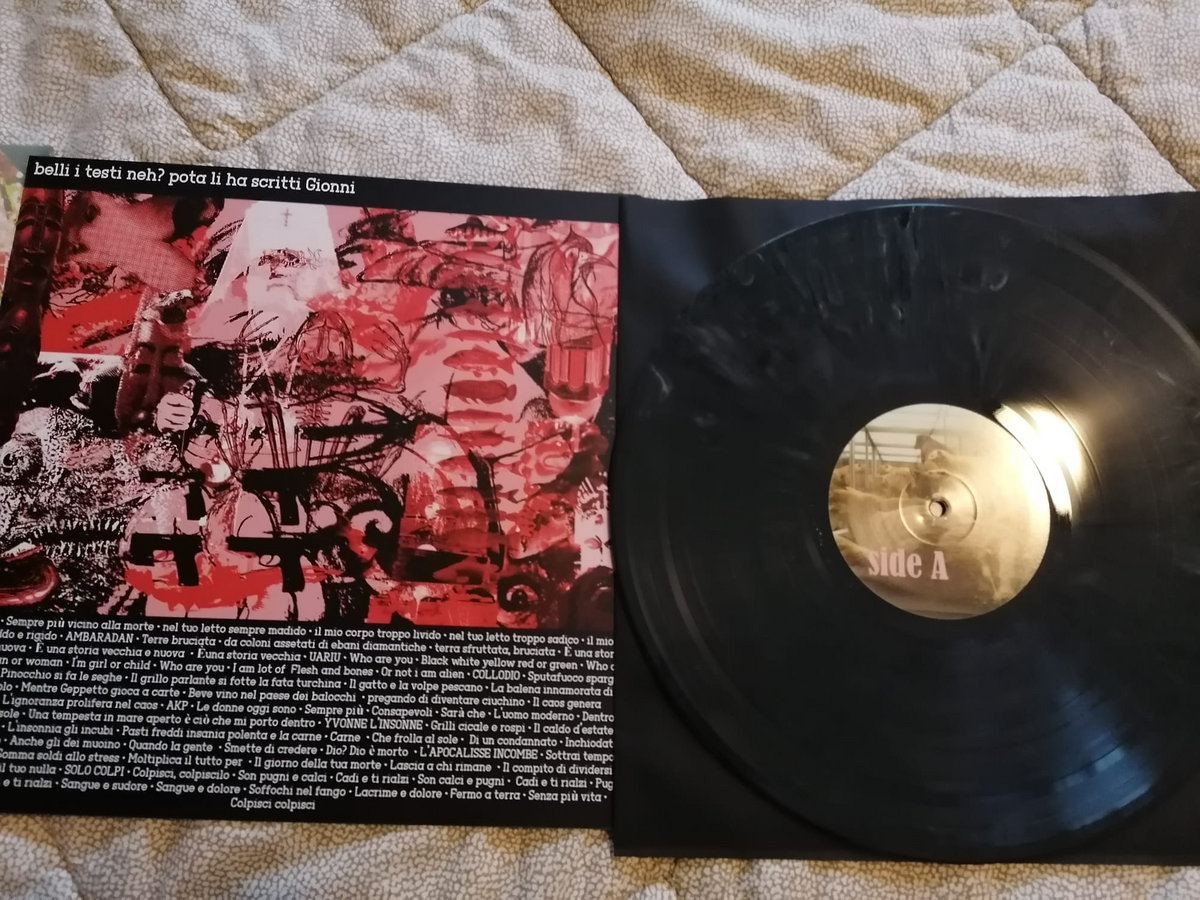 belli i testi neh? pota li ha scritti Gionni
• Sempre più vicino alla morte • nel tuo letto sempre madido • il mio corpo troppo livido • nel tuo letto troppo sadico • il mio
e rigido • AMBARADAN • Terre bruciata • da coloni assetati di ebani diamantiche • terra sfruttata, bruciata • È una
• È una storia vecchia e nuova • È una storia vecchia • UARIU • Who are you • Black white yellow red or green • Who
or woman • I'm girl or child • Who are you • I am lot of Flesh and bones • Or not i am alien • COLLODIO • Sputafuoco
Pinocchio si fa le seghe • Il grillo parlante si fotte la fata turchina • Il gatto e la volpe pescano • La balena innamorata di
• Mentre Geppetto gioca a carte • Beve vino nel paese dei balocchi • pregando di diventare ciuchino • Il caos genera
L'ignoranza prolifera nel caos • AKP • Le donne oggi sono • Sempre più • Consapevoli • Sarà che • L'uomo moderno • Dentro
• Una tempesta in mare aperto è ciò che mi porto dentro • YVONNE L'INSONNE • Grilli cicale e rospi • Il caldo d'estate
• L'insonnia gli incubi • Pasti freddi insania polenta e la carne • Carne • Che frolla al sole • Di un condannato •
• Anche gli dei muoino • Quando la gente • Smette di credere • Dio? Dio è morto • L'APOCALISSE INCOMBE • Sottrai
Somma soldi allo stress • Moltiplica il tutto per • Il giorno della tua morte • Lascia a chi rimane • Il compito di
il tuo nulla • SOLO COLPI • Colpisci, colpiscilo • Son pugni e calci • Cadi e ti rialzi • Son calci e pugni • Cadi e ti rialzi •
e ti rialzi • Sangue e sudore • Sangue e dolore • Soffochi nel fango • Lacrime e dolore • Fermo a terra • Senza più vita •
Colpisci colpisci
side A